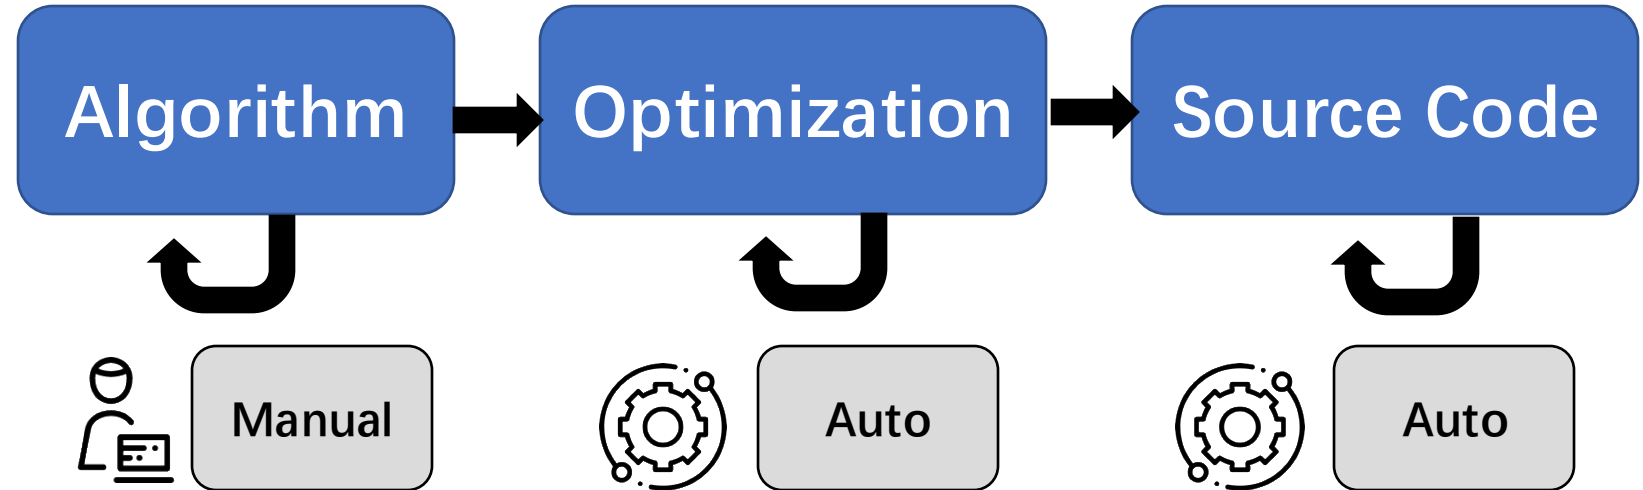 Algorithm
Optimization
Source Code
Manual
Auto
Auto